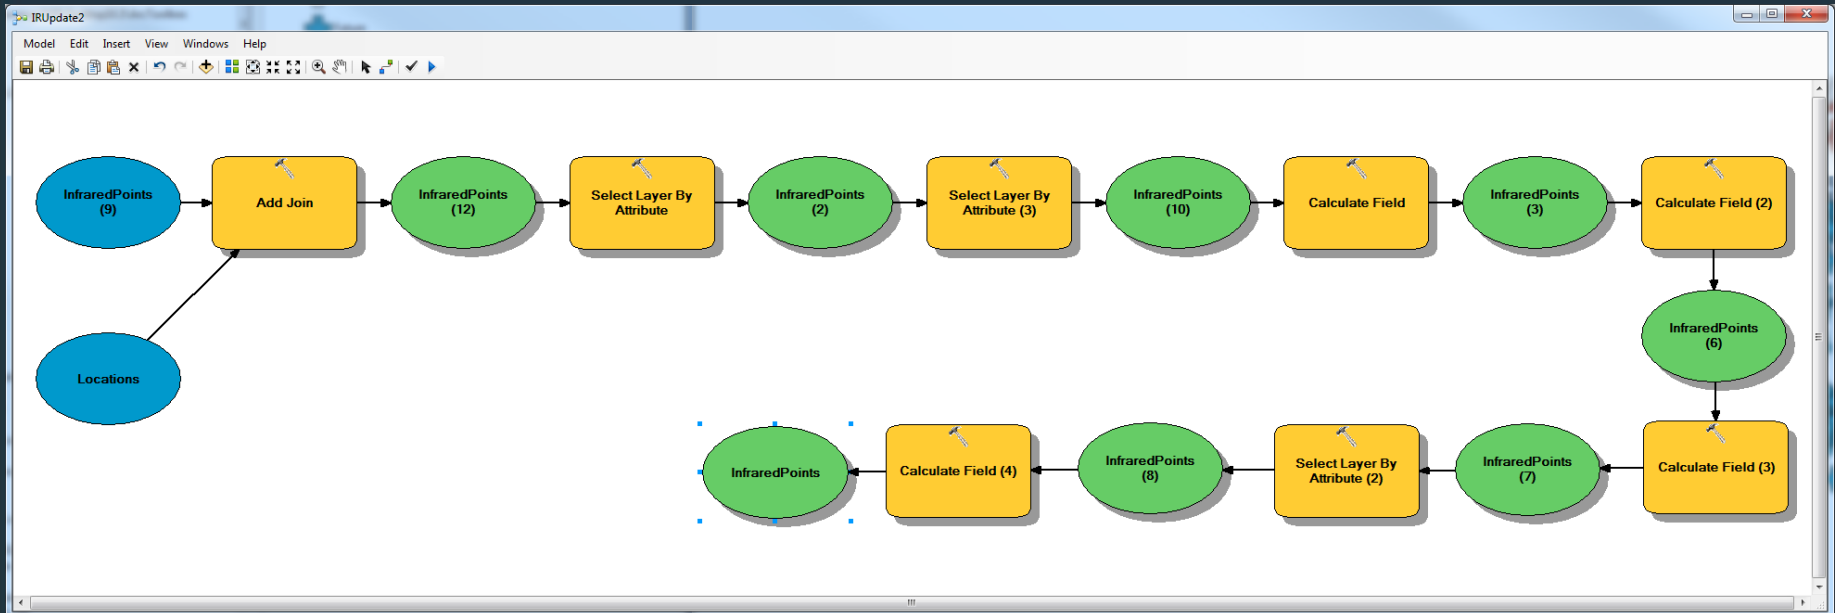 IRUpdate2
Model Edit Insert View Windows Help
InfraredPoints
(9)
Add Join
InfraredPoints
(12)
Select Layer By
Attribute
InfraredPoints
(2)
Select Layer By
Attribute (3)
InfraredPoints
(10)
Calculate Field
InfraredPoints
(3)
Calculate Field (2)
InfraredPoints
(6)
Locations
InfraredPoints
Calculate Field (4)
InfraredPoints
(8)
Select Layer By
Attribute (2)
InfraredPoints
(7)
Calculate Field (3)